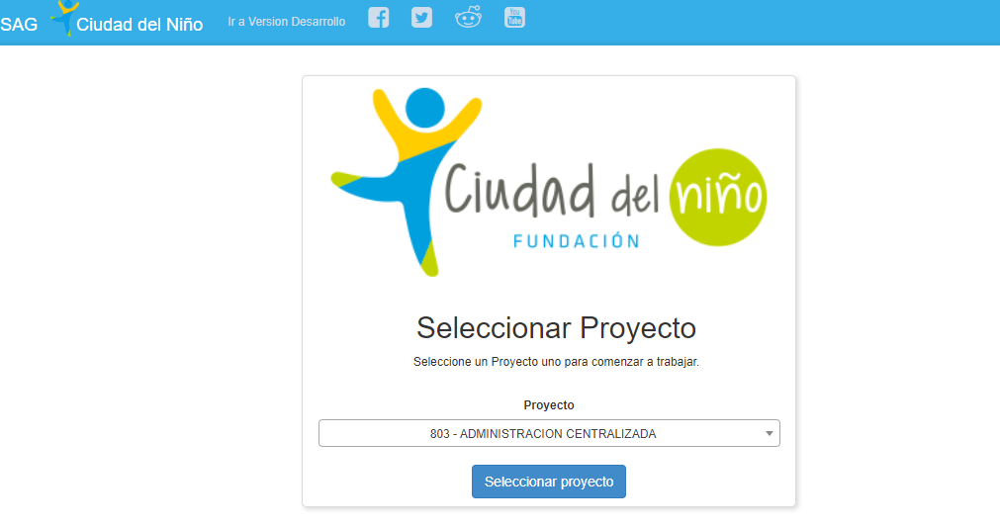 SAG Ciudad del Niño Ir a Version Desarrollo You Tube
Ciudad del niño
FUNDACIÓN
Seleccionar Proyecto
Seleccione un Proyecto uno para comenzar a trabajar.
Proyecto
803 - ADMINISTRACION CENTRALIZADA
Seleccionar proyecto